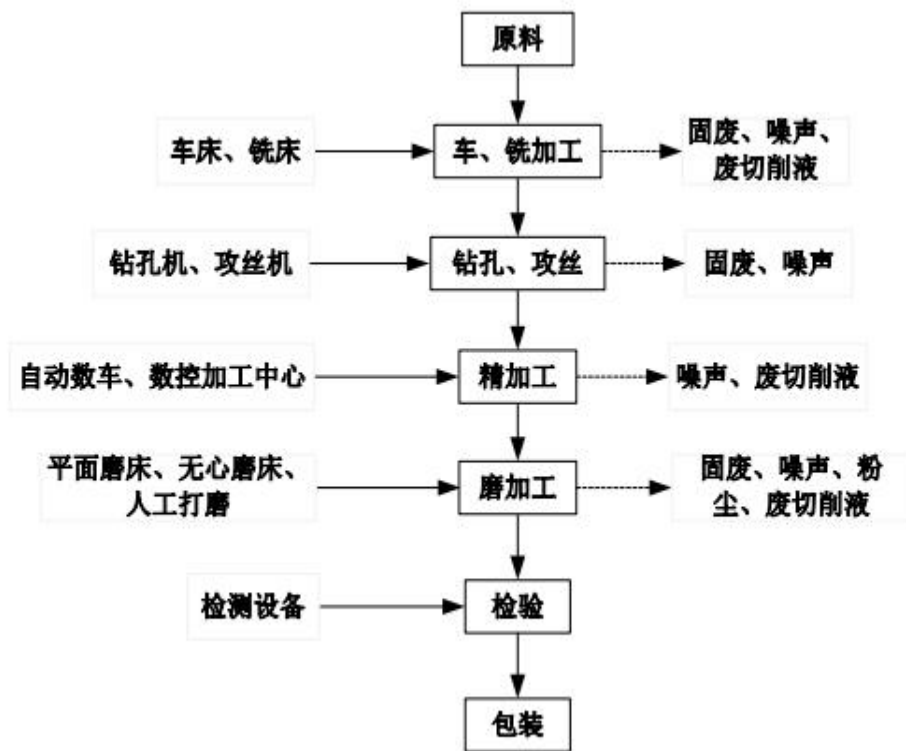 原料
车床、铣床
车、铣加工
固废、噪声、
废切削液
钻孔机、攻丝机
钻孔、攻丝
固废、噪声
自动数车、数控加工中心
精加工
噪声、废切削液
平面磨床、无心磨床、
人工打磨
磨加工
固废、噪声、粉
尘、废切削液
检测设备
检验
包装